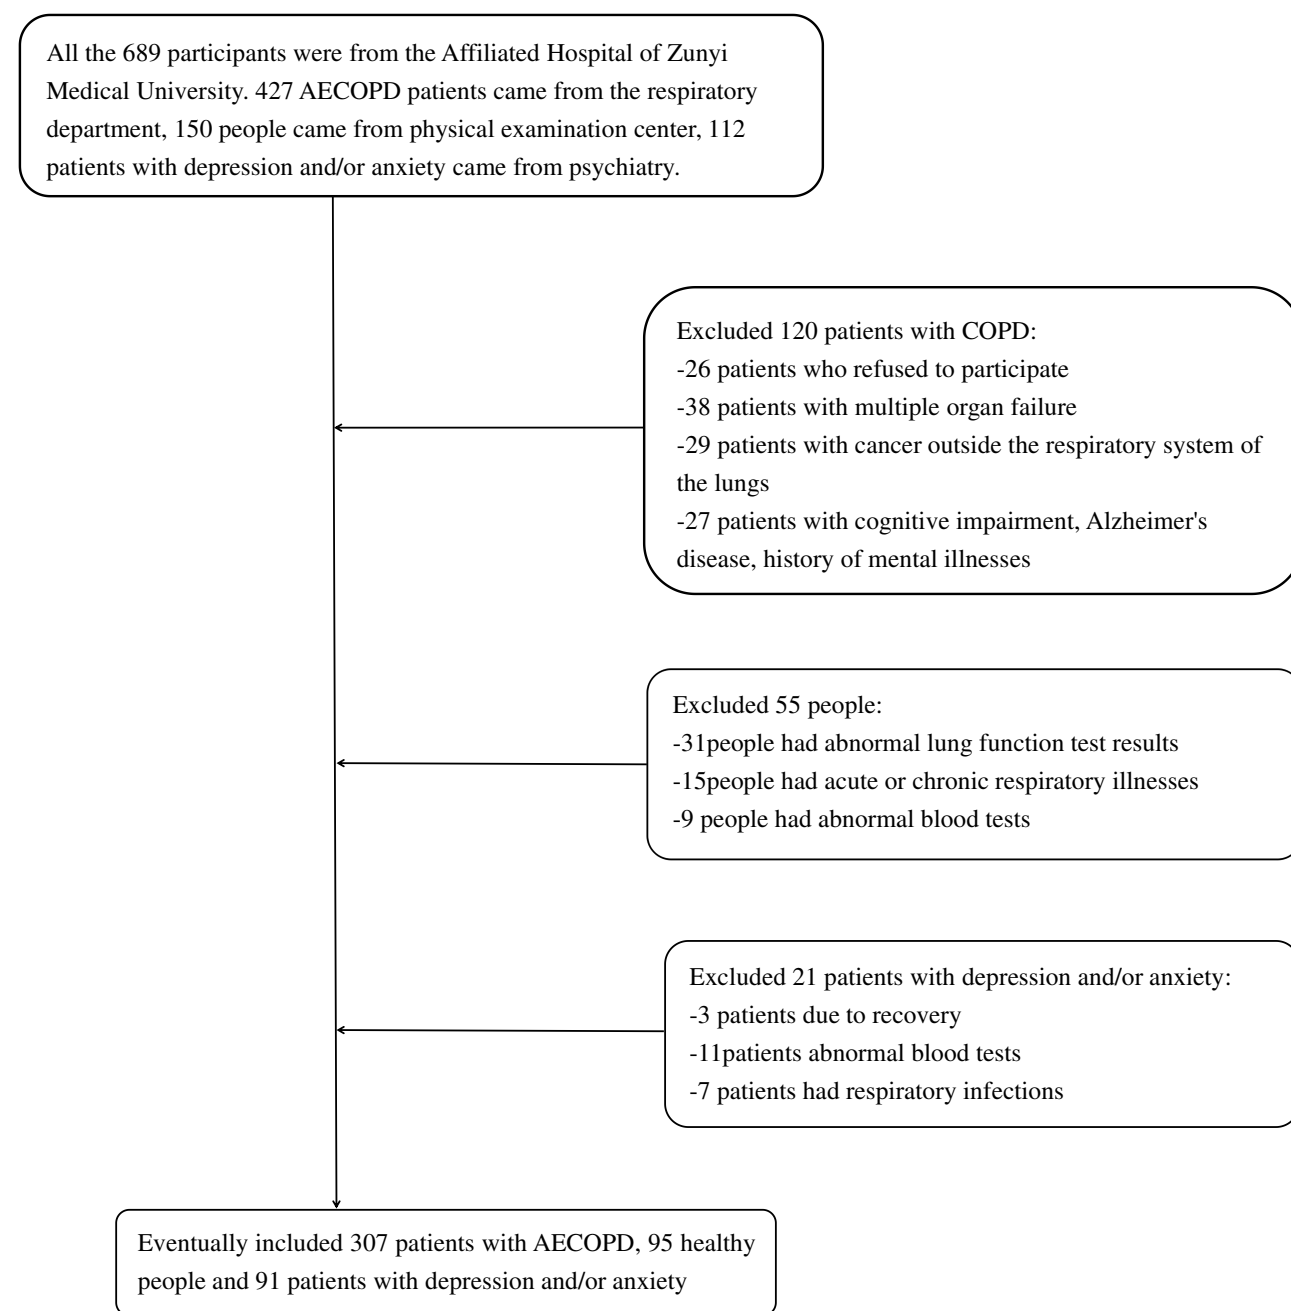 All the 689 participants were from the Affiliated Hospital of Zunyi
Medical University. 427 AECOPD patients came from the respiratory
department, 150 people came from physical examination center, 112
patients with depression and/or anxiety came from psychiatry.
Excluded 120 patients with COPD:
-26 patients who refused to participate
-38 patients with multiple organ failure
-29 patients with cancer outside the respiratory system of
the lungs
-27 patients with cognitive impairment, Alzheimer's
disease, history of mental illnesses
Excluded 55 people:
-31people had abnormal lung function test results
-15people had acute or chronic respiratory illnesses
-9 people had abnormal blood tests
Excluded 21 patients with depression and/or anxiety:
-3 patients due to recovery
-11patients abnormal blood tests
-7 patients had respiratory infections
Eventually included 307 patients with AECOPD, 95 healthy
people and 91 patients with depression and/or anxiety